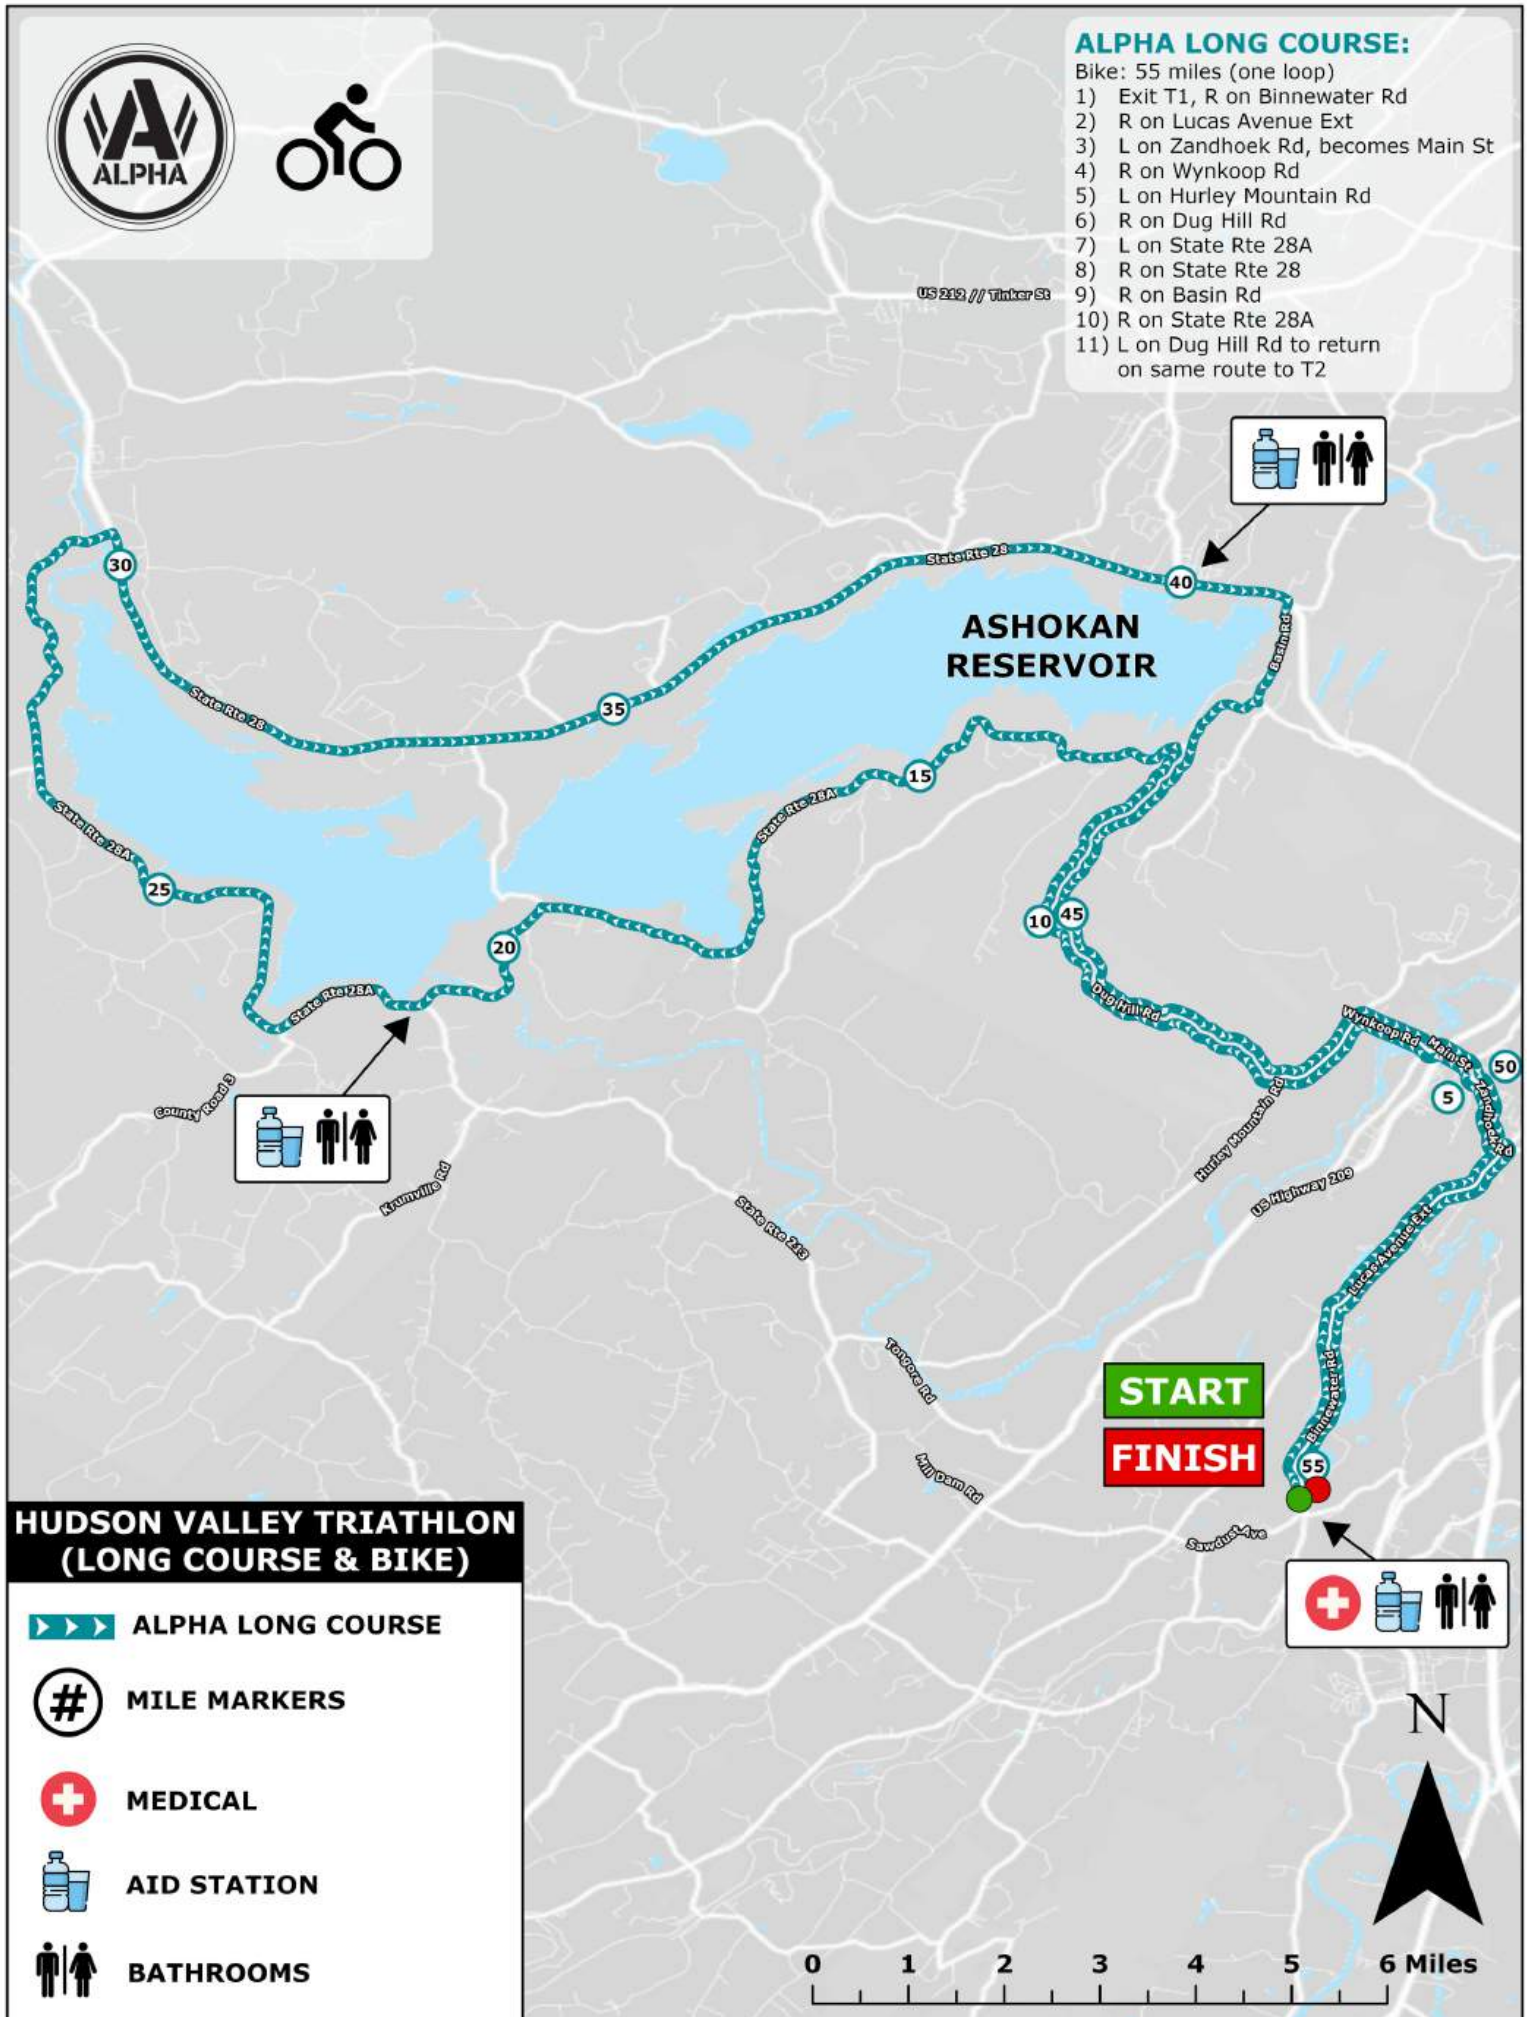 ALPHA
ALPHA LONG COURSE:
Bike: 55 miles (one loop)
1) Exit T1, R on Binnewater Rd
2) R on Lucas Avenue Ext
3) L on Zandhoek Rd, becomes Main St
4) R on Wynkoop Rd
5) L on Hurley Mountain Rd
6) R on Dug Hill Rd
7) L on State Rte 28A
8) R on State Rte 28
9) R on Basin Rd
10) R on State Rte 28A
11) L on Dug Hill Rd to return
on same route to T2
US 212 // Tinker St
30
State Rte 28
40
ASHOKAN
RESERVOIR
Basin Rd
State Rte 28
35
15
State Rte 28A
State Rte 28A
25
10
45
20
State Rte 28A
Dug Hill Rd
Wynkoop Rd
Main St
50
5
Zandhoek Rd
County Road 3
Hurley Mountain Rd
Krumville Rd
US Highway 209
State Rte 213
Lucas Avenue Ext
Tongore Rd
START
Binnewater Rd
FINISH
55
Mill Dam Rd
Sawdust Ave
HUDSON VALLEY TRIATHLON
(LONG COURSE & BIKE)
ALPHA LONG COURSE
# MILE MARKERS
MEDICAL
AID STATION
BATHROOMS
N
0 1 2 3 4 5 6 Miles